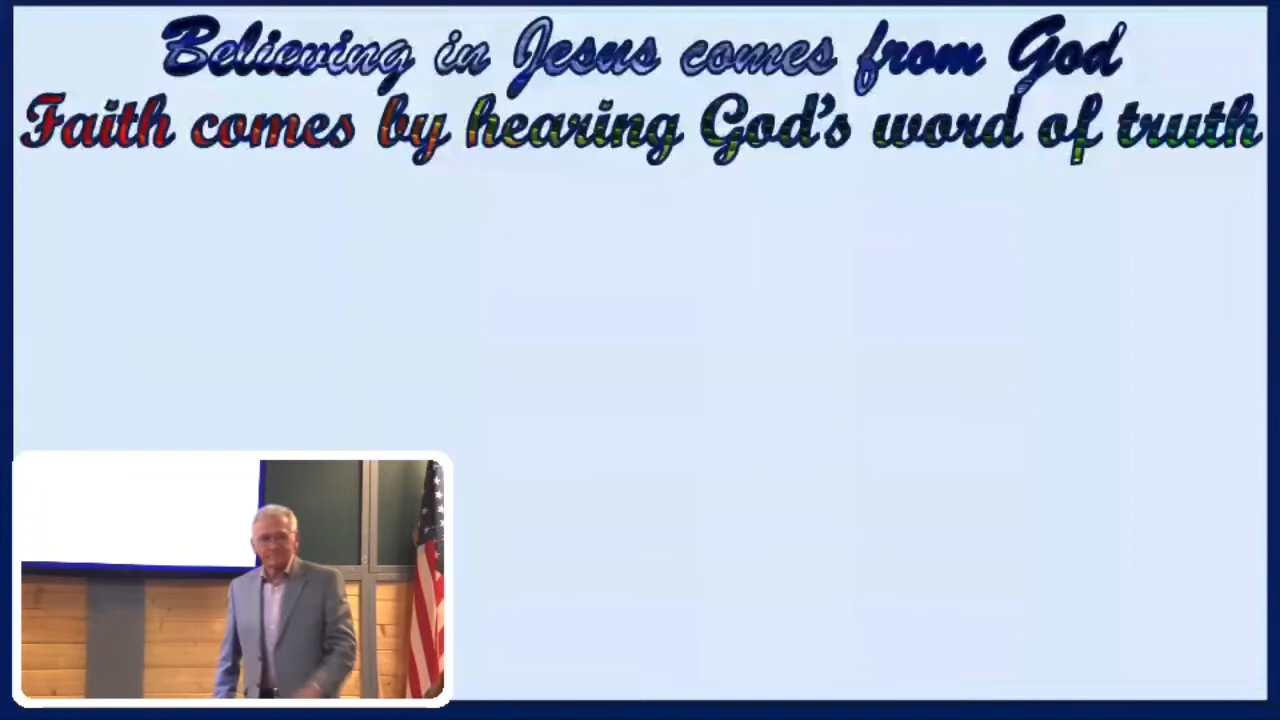 Believing in Jesus comes from God
Faith comes by hearing God's word of truth